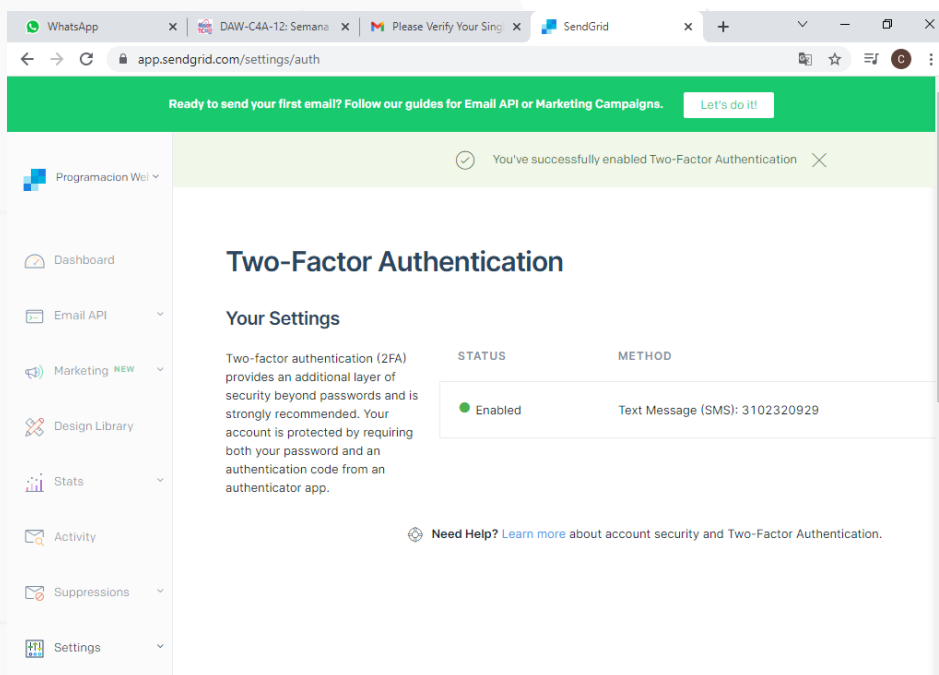 WhatsApp
DAW-C4A-12: Semana
Please Verify Your Sing
SendGrid
app.sendgrid.com/settings/auth
C
Ready to send your first email? Follow our guides for Email API or Marketing Campaigns.
Let's do it!
You've successfully enabled Two-Factor Authentication
Programacion Wel
Dashboard
Email API
Marketing NEW
Design Library
Stats
Activity
Suppressions
Settings
Two-Factor Authentication
Your Settings
Two-factor authentication (2FA)
provides an additional layer of
security beyond passwords and is
strongly recommended. Your
account is protected by requiring
both your password and an
authentication code from an
authenticator app.
STATUS
METHOD
Enabled
Text Message (SMS): 3102320929
Need Help? Learn more about account security and Two-Factor Authentication.